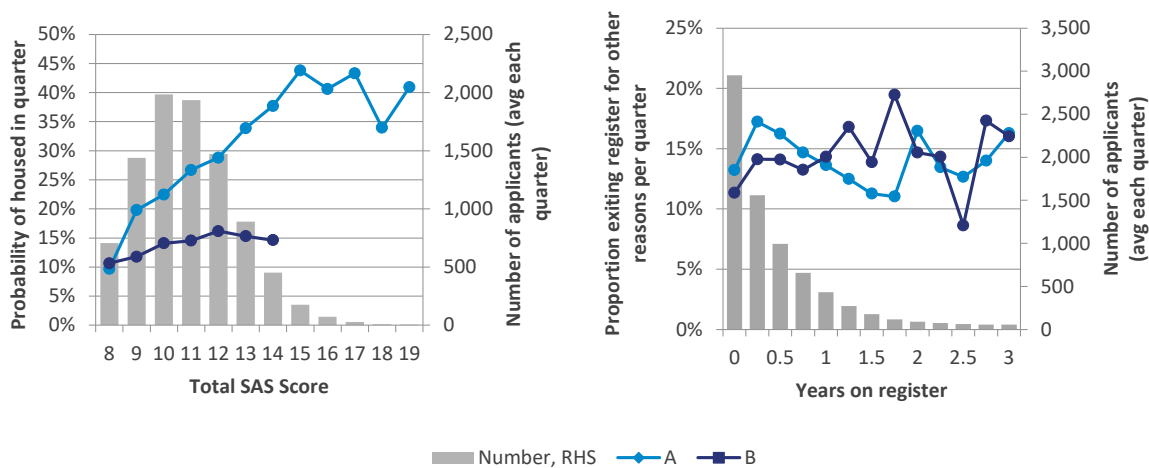 50%
45%
40%
35%
30%
25%
20%
15%
10%
5%
0%
Probability of housed in quarter
2,500
2,000
1,500
1,000
500
0
Number of applicants (avg each
quarter)
8 9 10 11 12 13 14 15 16 17 18 19
Total SAS Score
25%
20%
15%
10%
5%
0%
Proportion exiting register for other
reasons per quarter
3,500
3,000
2,500
2,000
1,500
1,000
500
0
Number of applicants
(avg each quarter)
0 0.5 1 1.5 2 2.5 3
Years on register
Number, RHS A B